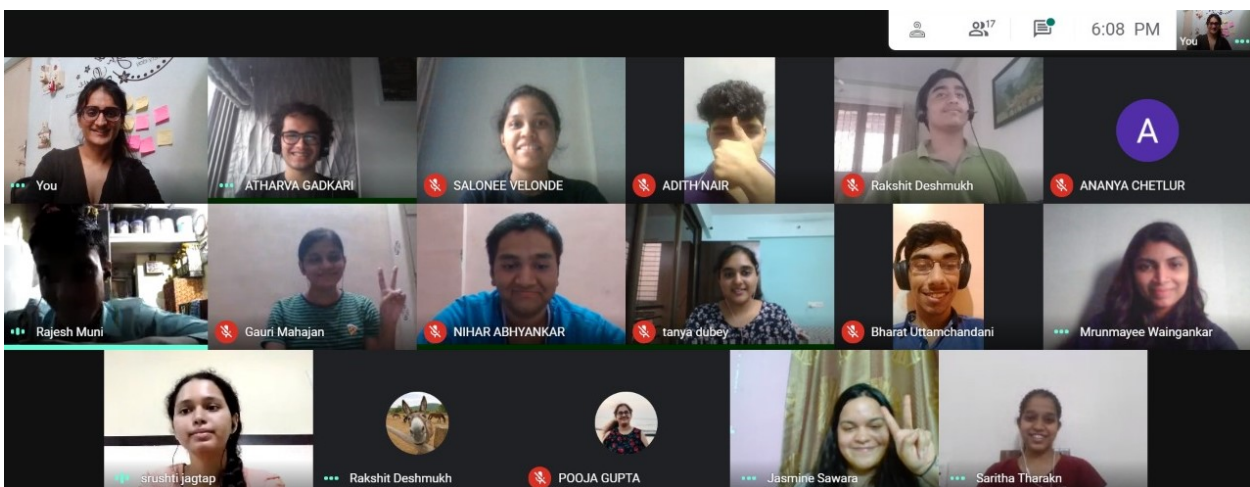 17
6:08 PM
You
You
ATHARVA GADKARI
SALONEE VELONDE
ADITH NAIR
Rakshit Deshmukh
A
ANANYA CHETLUR
Rajesh Muni
Gauri Mahajan
NIHAR ABHYANKAR
tanya dubey
Bharat Uttamchandani
Mrunmayee Waingankar
srushti jagtap
Rakshit Deshmukh
POOJA GUPTA
Jasmine Sawara
Saritha Tharakn